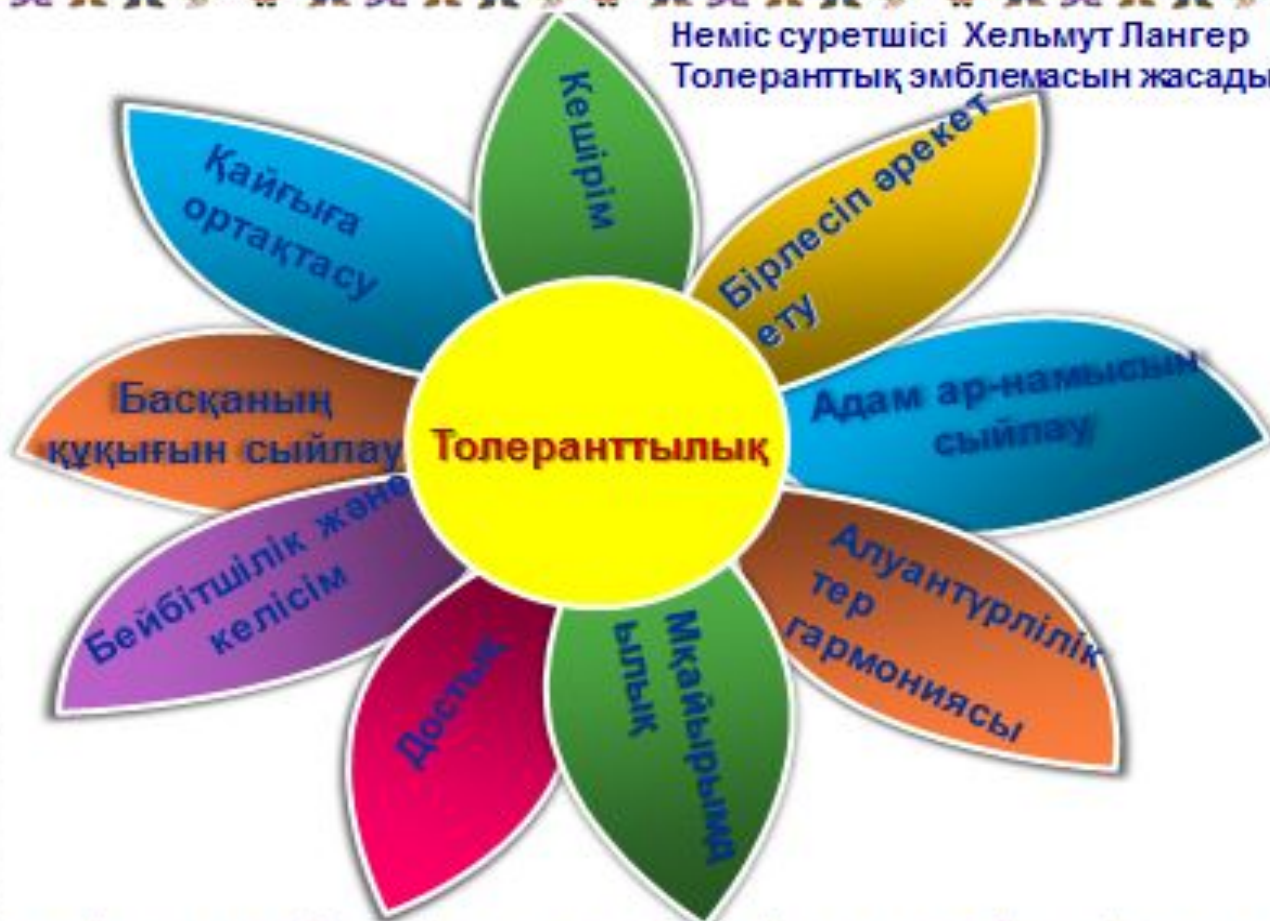 Неміс суретшісі Хельмут Лангер
Толеранттық эмблемасын жасады
Кешірім
Бірлесіп әрекет
ету
Адам ар-намысын
сыйлау
Алуантүрлілік
тер
гармониясы
Мқайырымд
ылық
Достық
Бейбітшілік және
келісім
Басқаның
құқығын сыйлау
Қайғыға
ортақтасу
Толеранттылық